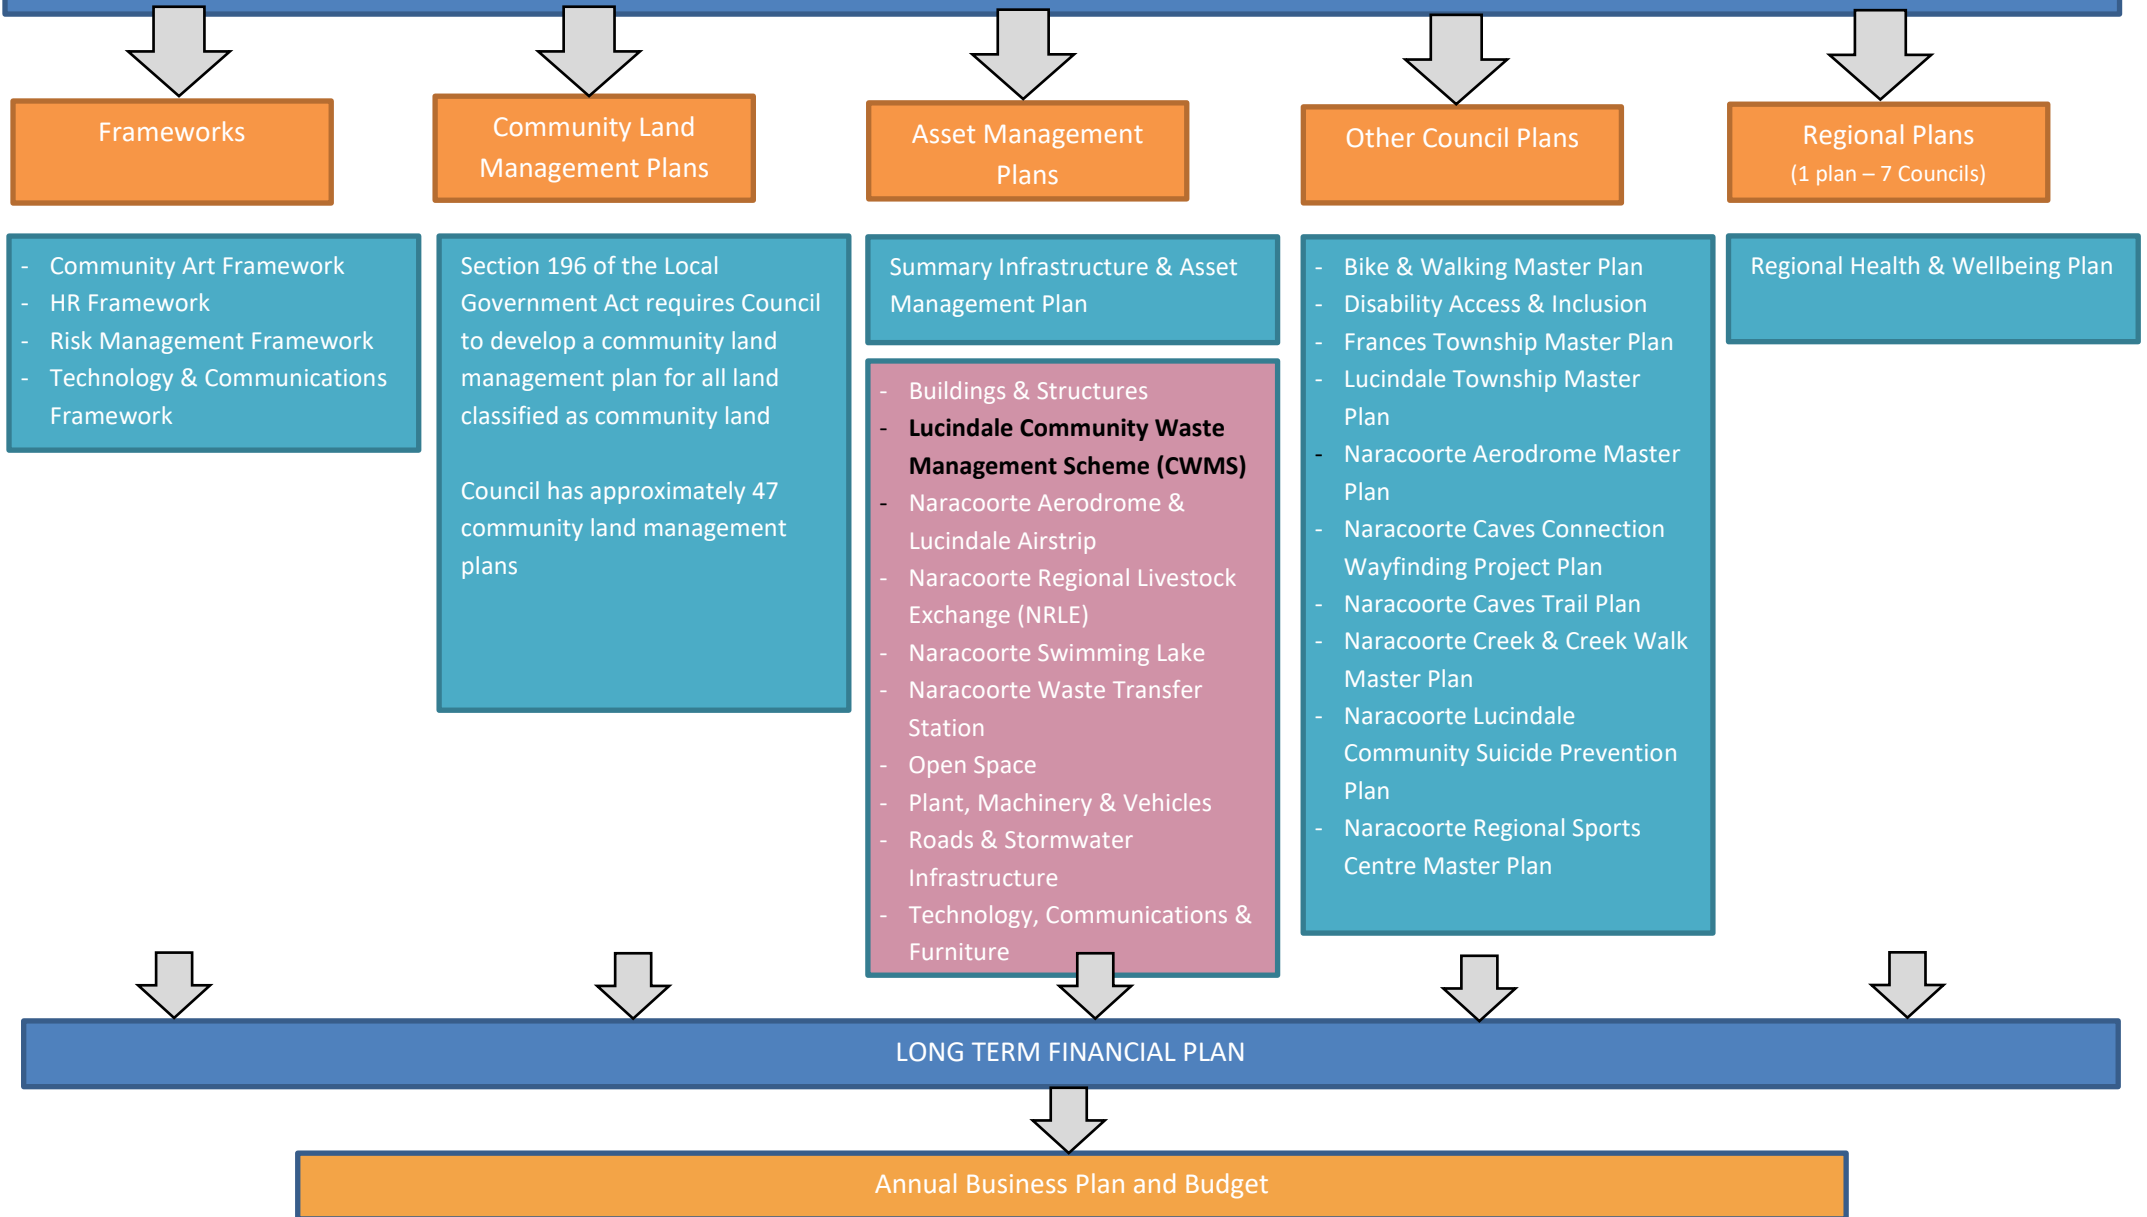 Frameworks
Community Land
Management Plans
Asset Management
Plans
Other Council Plans
Regional Plans
(1 plan – 7 Councils)
- Community Art Framework
- HR Framework
- Risk Management Framework
- Technology & Communications
Framework
Section 196 of the Local
Government Act requires Council
to develop a community land
management plan for all land
classified as community land
Council has approximately 47
community land management
plans
Summary Infrastructure & Asset
Management Plan
- Buildings & Structures
- Lucindale Community Waste
Management Scheme (CWMS)
- Naracoorte Aerodrome &
Lucindale Airstrip
- Naracoorte Regional Livestock
Exchange (NRLE)
- Naracoorte Swimming Lake
- Naracoorte Waste Transfer
Station
- Open Space
- Plant, Machinery & Vehicles
- Roads & Stormwater
Infrastructure
- Technology, Communications &
Furniture
- Bike & Walking Master Plan
- Disability Access & Inclusion
- Frances Township Master Plan
- Lucindale Township Master
Plan
- Naracoorte Aerodrome Master
Plan
- Naracoorte Caves Connection
Wayfinding Project Plan
- Naracoorte Caves Trail Plan
- Naracoorte Creek & Creek Walk
Master Plan
- Naracoorte Lucindale
Community Suicide Prevention
Plan
- Naracoorte Regional Sports
Centre Master Plan
Regional Health & Wellbeing Plan
LONG TERM FINANCIAL PLAN
Annual Business Plan and Budget